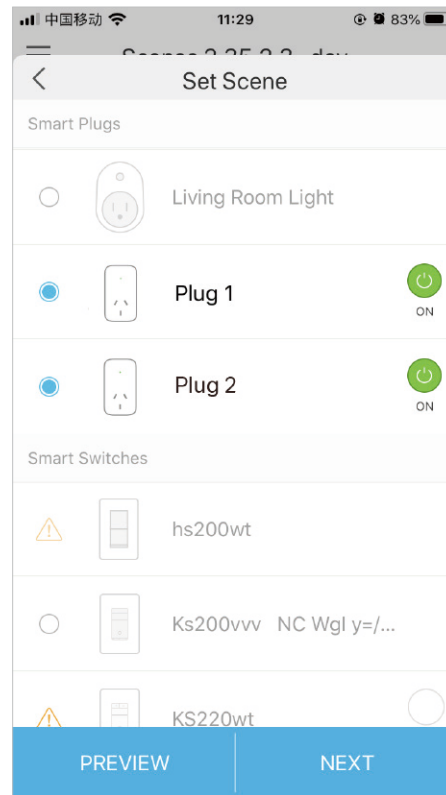 中国移动 11:29 83%
Set Scene
Smart Plugs
Living Room Light
Plug 1
ON
Plug 2
ON
Smart Switches
hs200wt
Ks200vvv NC Wgl y=/...
KS220wt
PREVIEW NEXT